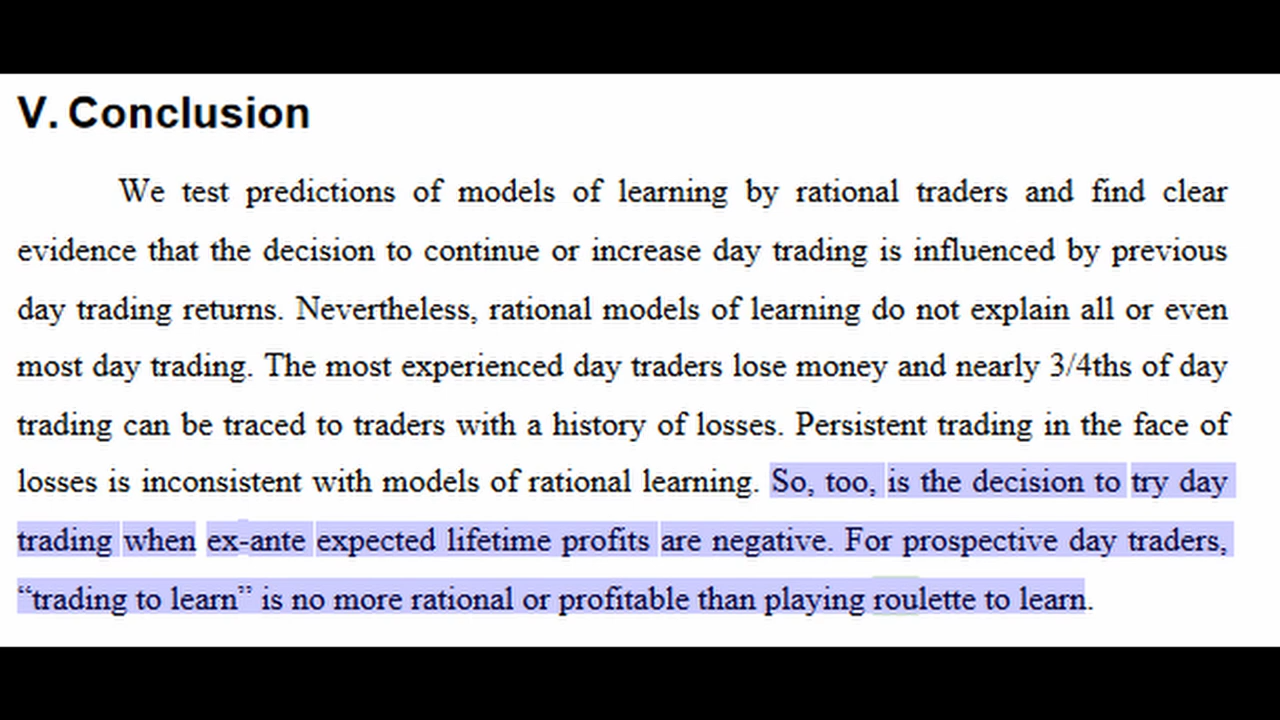 V. Conclusion
We test predictions of models of learning by rational traders and find clear
evidence that the decision to continue or increase day trading is influenced by previous
day trading returns. Nevertheless, rational models of learning do not explain all or even
most day trading. The most experienced day traders lose money and nearly 3/4ths of day
trading can be traced to traders with a history of losses. Persistent trading in the face of
losses is inconsistent with models of rational learning. So, too, is the decision to try day
trading when ex-ante expected lifetime profits are negative. For prospective day traders,
“trading to learn” is no more rational or profitable than playing roulette to learn.